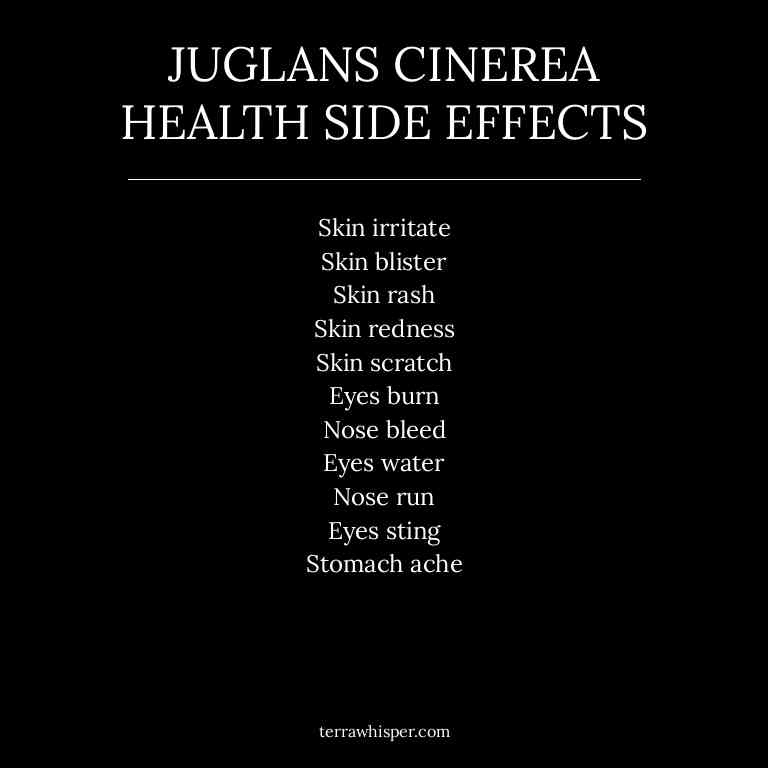 JUGLANS CINEREA
HEALTH SIDE EFFECTS
Skin irritate
Skin blister
Skin rash
Skin redness
Skin scratch
Eyes burn
Nose bleed
Eyes water
Nose run
Eyes sting
Stomach ache
terrawhisper.com